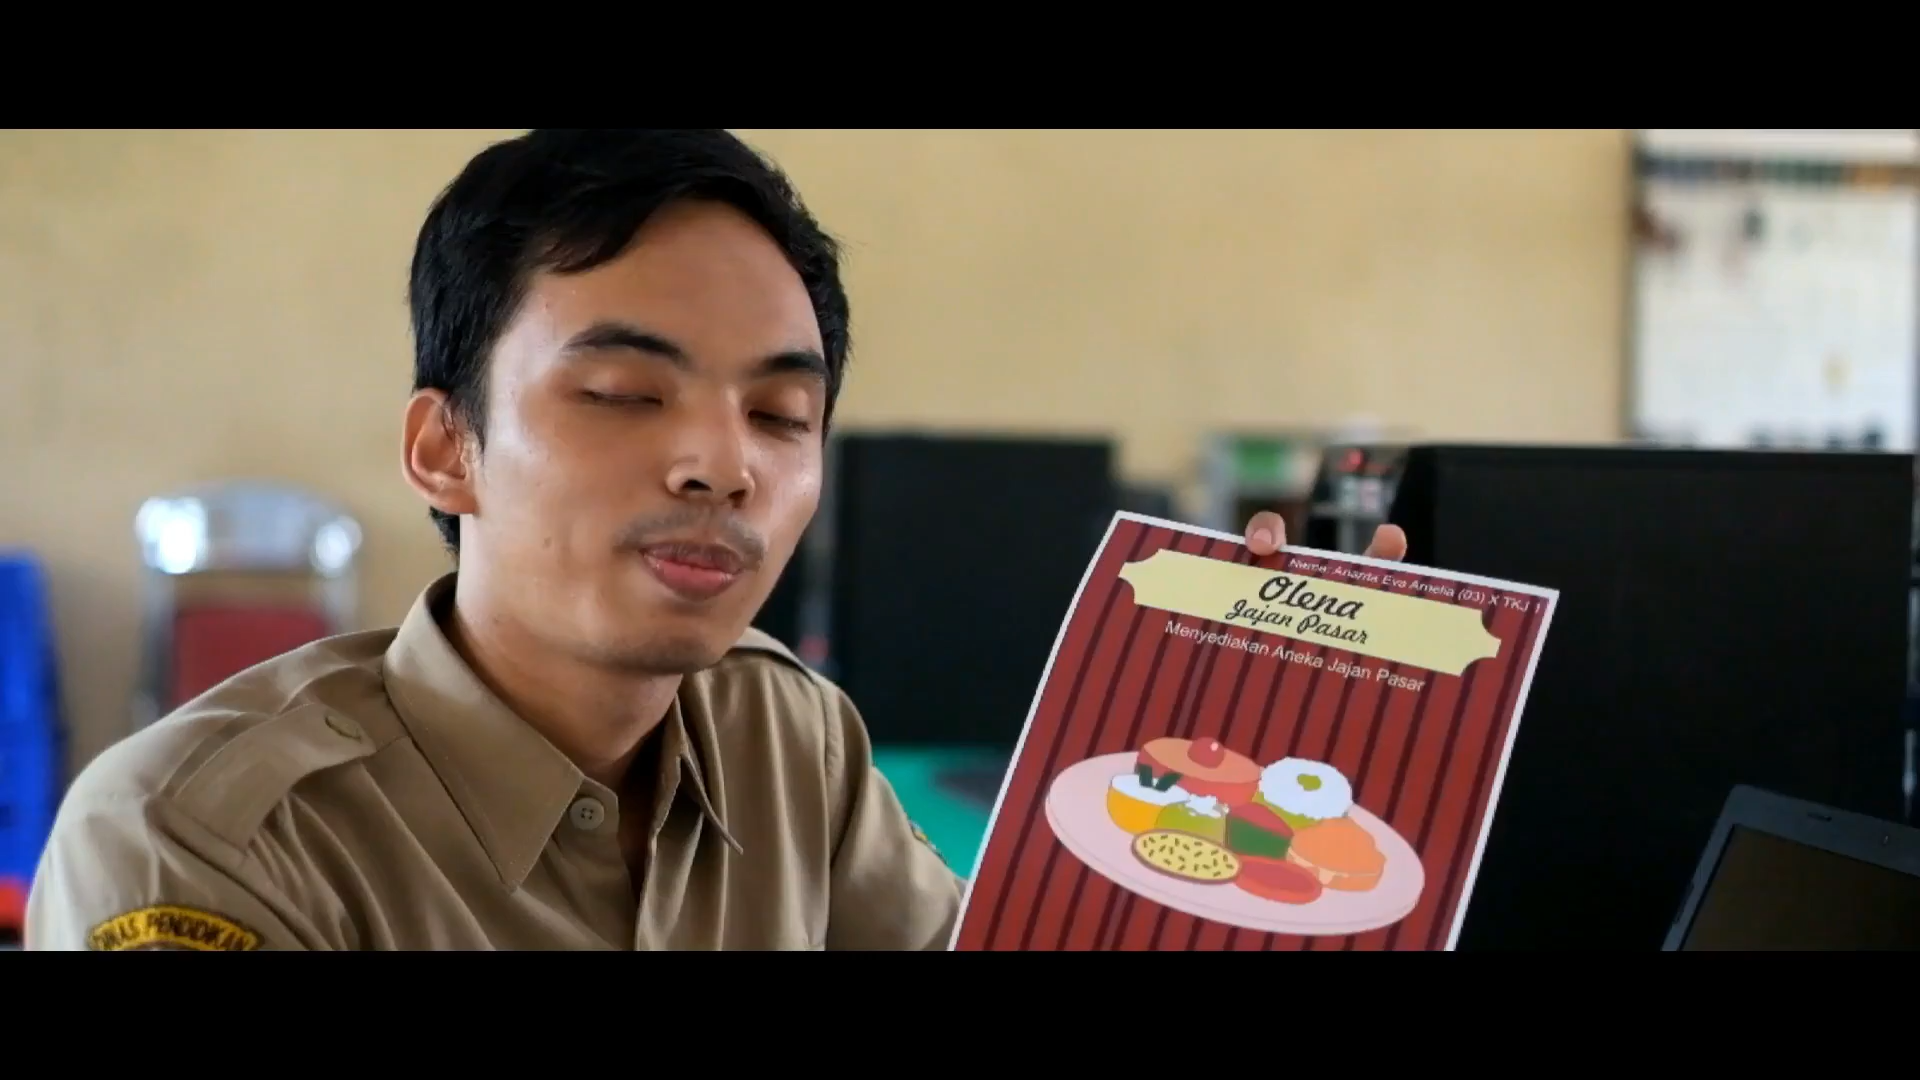 Nama: Ananta Eva Amelia (03) X TKJ 1
Olena
Jajan Pasar
Menyediakan Aneka Jajan Pasar
DINAS PENDIDIKAN